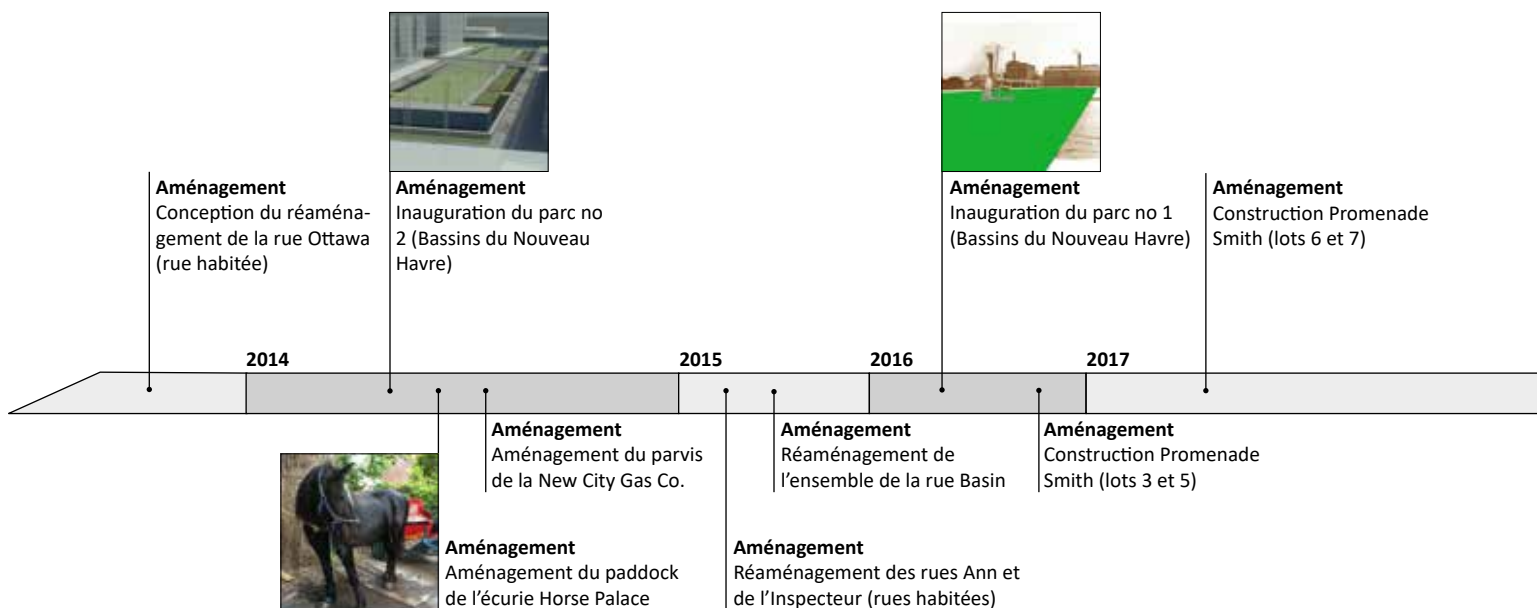 Aménagement
Conception du réaména-
gement de la rue Ottawa
(rue habitée)
Aménagement
Inauguration du parc no
2 (Bassins du Nouveau
Havre)
Aménagement
Inauguration du parc no 1
(Bassins du Nouveau Havre)
Aménagement
Construction Promenade
Smith (lots 6 et 7)
2014
2015
2016
2017
Aménagement
Aménagement du parvis
de la New City Gas Co.
Aménagement
Réaménagement de
l’ensemble de la rue Basin
Aménagement
Construction Promenade
Smith (lots 3 et 5)
Aménagement
Aménagement du paddock
de l’écurie Horse Palace
Aménagement
Réaménagement des rues Ann et
de l’Inspecteur (rues habitées)